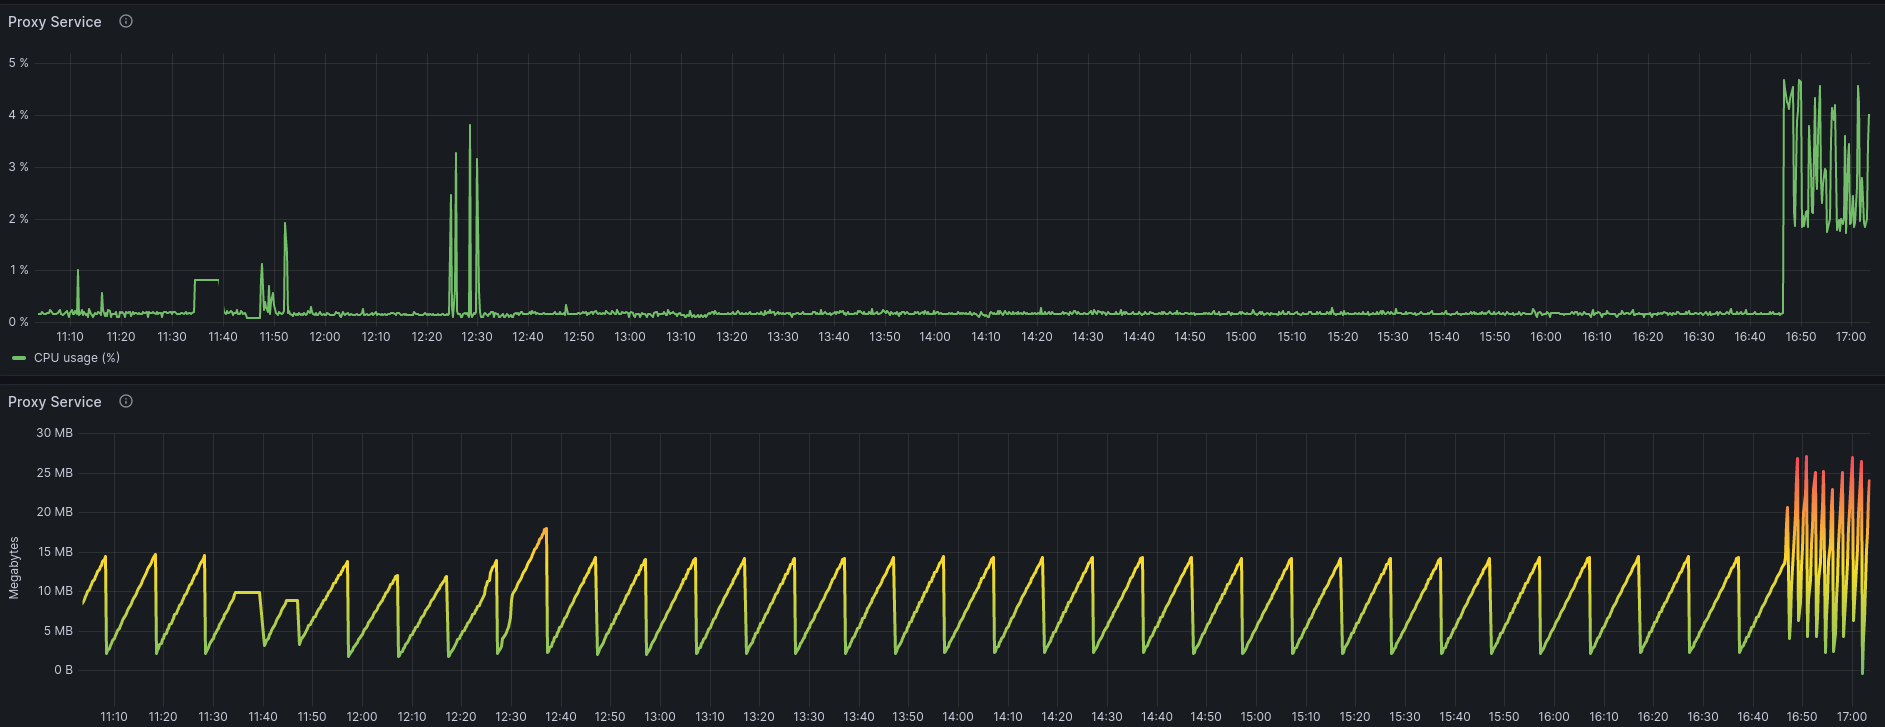 Proxy Service
5 %
4 %
3 %
2 %
1 %
0 %
11:10 11:20 11:30 11:40 11:50 12:00 12:10 12:20 12:30 12:40 12:50 13:00 13:10 13:20 13:30 13:40 13:50 14:00 14:10 14:20 14:30 14:40 14:50 15:00 15:10 15:20 15:30 15:40 15:50 16:00 16:10 16:20 16:30 16:40 16:50 17:00
CPU usage (%)
Proxy Service
Megabytes
30 MB
25 MB
20 MB
15 MB
10 MB
5 MB
0 B
11:10 11:20 11:30 11:40 11:50 12:00 12:10 12:20 12:30 12:40 12:50 13:00 13:10 13:20 13:30 13:40 13:50 14:00 14:10 14:20 14:30 14:40 14:50 15:00 15:10 15:20 15:30 15:40 15:50 16:00 16:10 16:20 16:30 16:40 16:50 17:00